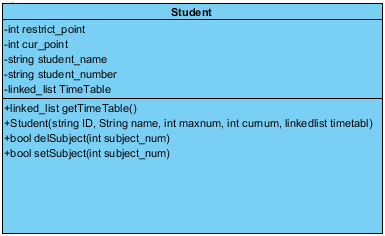 Student
-int restrict_point
-int cur_point
-string student_name
-string student_number
-linked_list TimeTable
+linked_list getTimeTable()
+Student(string ID, String name, int maxnum, int curnum, linkedlist timetabl)
+bool delSubject(int subject_num)
+bool setSubject(int subject_num)